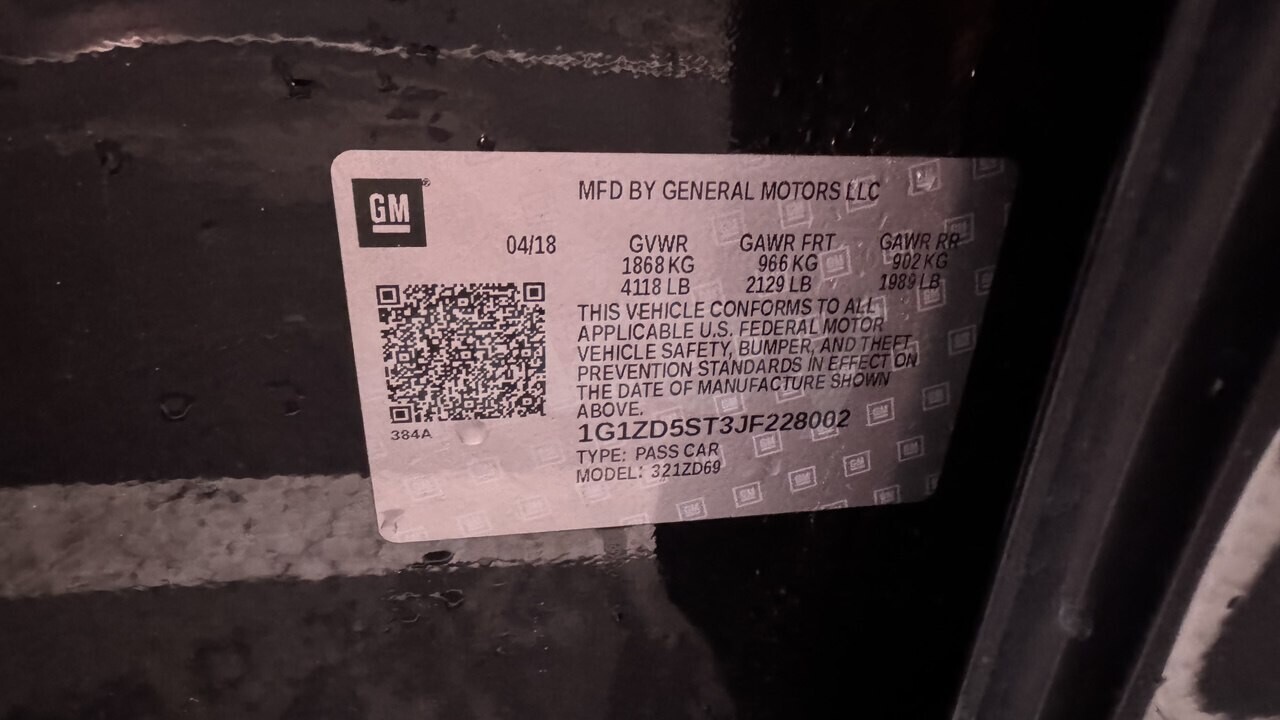 GM
MFD BY GENERAL MOTORS LLC
04/18 GVWR GAWR FRT GAWR RR
1868 KG 966 KG 902 KG
4118 LB 2129 LB 1989 LB
THIS VEHICLE CONFORMS TO ALL
APPLICABLE U.S. FEDERAL MOTOR
VEHICLE SAFETY, BUMPER, AND THEFT
PREVENTION STANDARDS IN EFFECT ON
THE DATE OF MANUFACTURE SHOWN
ABOVE.
384A
1G1ZD5ST3JF228002
TYPE: PASS CAR
MODEL: 321ZD69